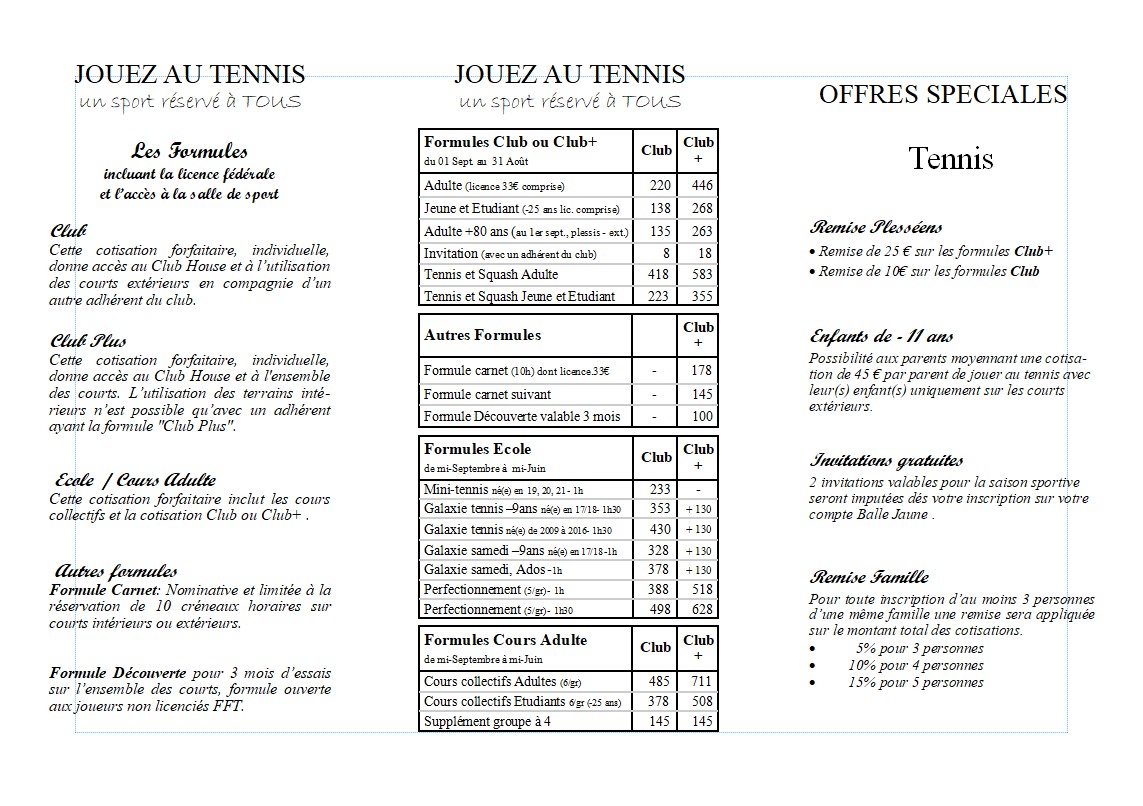 JOUEZ AU TENNIS
un sport réservé à TOUS
Les Formules
incluant la licence fédérale
et l'accès à la salle de sport
Club
Cette cotisation forfaitaire, individuelle,
donne accès au Club House et à l'utilisation
des courts extérieurs en compagnie d'un
autre adhérent du club.
Club Plus
Cette cotisation forfaitaire, individuelle,
donne accès au Club House et à l'ensemble
des courts. L'utilisation des terrains inté-
rieurs n'est possible qu'avec un adhérent
ayant la formule "Club Plus".
Ecole / Cours Adulte
Cette cotisation forfaitaire inclut les cours
collectifs et la cotisation Club ou Club+ .
Autres formules
Formule Carnet: Nominative et limitée à la
réservation de 10 créneaux horaires sur
courts intérieurs ou extérieurs.
Formule Découverte pour 3 mois d'essais
sur l'ensemble des courts, formule ouverte
aux joueurs non licenciés FFT.
JOUEZ AU TENNIS
un sport réservé à TOUS
Formules Club ou Club+ Club Club +
du 01 Sept. au 31 Août
Adulte (licence 33€ comprise) 220 446
Jeune et Etudiant (-25 ans lic. comprise) 138 268
Adulte +80 ans (au 1er sept., plessis - ext.) 135 263
Invitation (avec un adhérent du club) 8 18
Tennis et Squash Adulte 418 583
Tennis et Squash Jeune et Etudiant 223 355
Autres Formules Club +
Formule carnet (10h) dont licence.33€ - 178
Formule carnet suivant - 145
Formule Découverte valable 3 mois - 100
Formules Ecole Club Club +
de mi-Septembre à mi-Juin
Mini-tennis né(e) en 19, 20, 21 - 1h 233 -
Galaxie tennis –9ans né(e) en 17/18- 1h30 353 + 130
Galaxie tennis né(e) de 2009 à 2016- 1h30 430 + 130
Galaxie samedi –9ans né(e) en 17/18 -1h 328 + 130
Galaxie samedi, Ados -1h 378 + 130
Perfectionnement (5/gr) - 1h 388 518
Perfectionnement (5/gr) - 1h30 498 628
Formules Cours Adulte Club Club +
de mi-Septembre à mi-Juin
Cours collectifs Adultes (6/gr) 485 711
Cours collectifs Etudiants 6/gr (-25 ans) 378 508
Supplément groupe à 4 145 145
OFFRES SPECIALES
Tennis
Remise Plesséens
• Remise de 25 € sur les formules Club+
• Remise de 10€ sur les formules Club
Enfants de - 11 ans
Possibilité aux parents moyennant une cotisa-
tion de 45 € par parent de jouer au tennis avec
leur(s) enfant(s) uniquement sur les courts
extérieurs.
Invitations gratuites
2 invitations valables pour la saison sportive
seront imputées dés votre inscription sur votre
compte Balle Jaune .
Remise Famille
Pour toute inscription d'au moins 3 personnes
d'une même famille une remise sera appliquée
sur le montant total des cotisations.
• 5% pour 3 personnes
• 10% pour 4 personnes
• 15% pour 5 personnes